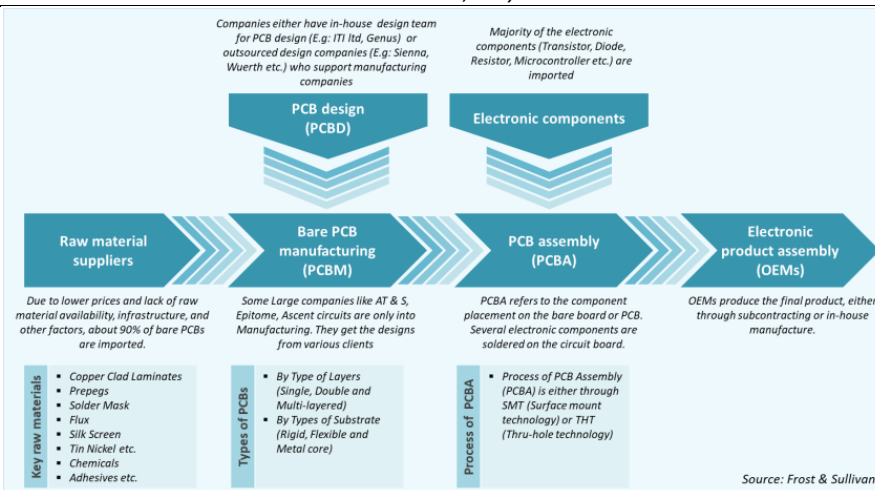 Companies either have in-house design team
for PCB design (E.g: ITI ltd, Genus) or
outsourced design companies (E.g: Sienna,
Wuerth etc.) who support manufacturing
companies
Majority of the electronic
components (Transistor, Diode,
Resistor, Microcontroller etc.) are
imported
PCB design
(PCBD)
Electronic components
Raw material
suppliers
Bare PCB
manufacturing
(PCBM)
PCB assembly
(PCBA)
Electronic
product assembly
(OEMs)
Due to lower prices and lack of raw
material availability, infrastructure, and
other factors, about 90% of bare PCBs
are imported.
Some Large companies like AT & S,
Epitome, Ascent circuits are only into
Manufacturing. They get the designs
from various clients
PCBA refers to the component
placement on the bare board or PCB.
Several electronic components are
soldered on the circuit board.
OEMs produce the final product, either
through subcontracting or in-house
manufacture.
Key raw materials
▪ Copper Clad Laminates
▪ Prepegs
▪ Solder Mask
▪ Flux
▪ Silk Screen
▪ Tin Nickel etc.
▪ Chemicals
▪ Adhesives etc.
Types of PCBs
▪ By Type of Layers
(Single, Double and
Multi-layered)
▪ By Types of Substrate
(Rigid, Flexible and
Metal core)
Process of PCBA
▪ Process of PCB Assembly
(PCBA) is either through
SMT (Surface mount
technology) or THT
(Thru-hole technology)
Source: Frost & Sullivan